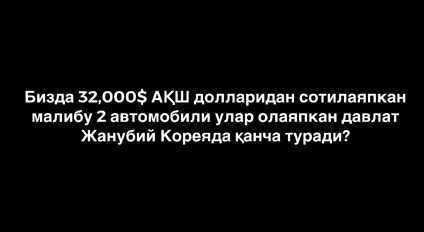 Бизда 32,000$ АҚШ долларидан сотилаяпкан
малибу 2 автомобили улар олаяпкан давлат
Жанубий Кореяда қанча туради?